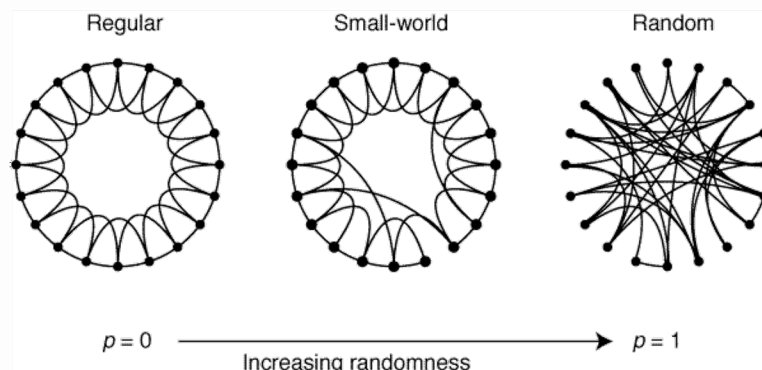 Regular Small-world Random
p = 0 p = 1
Increasing randomness